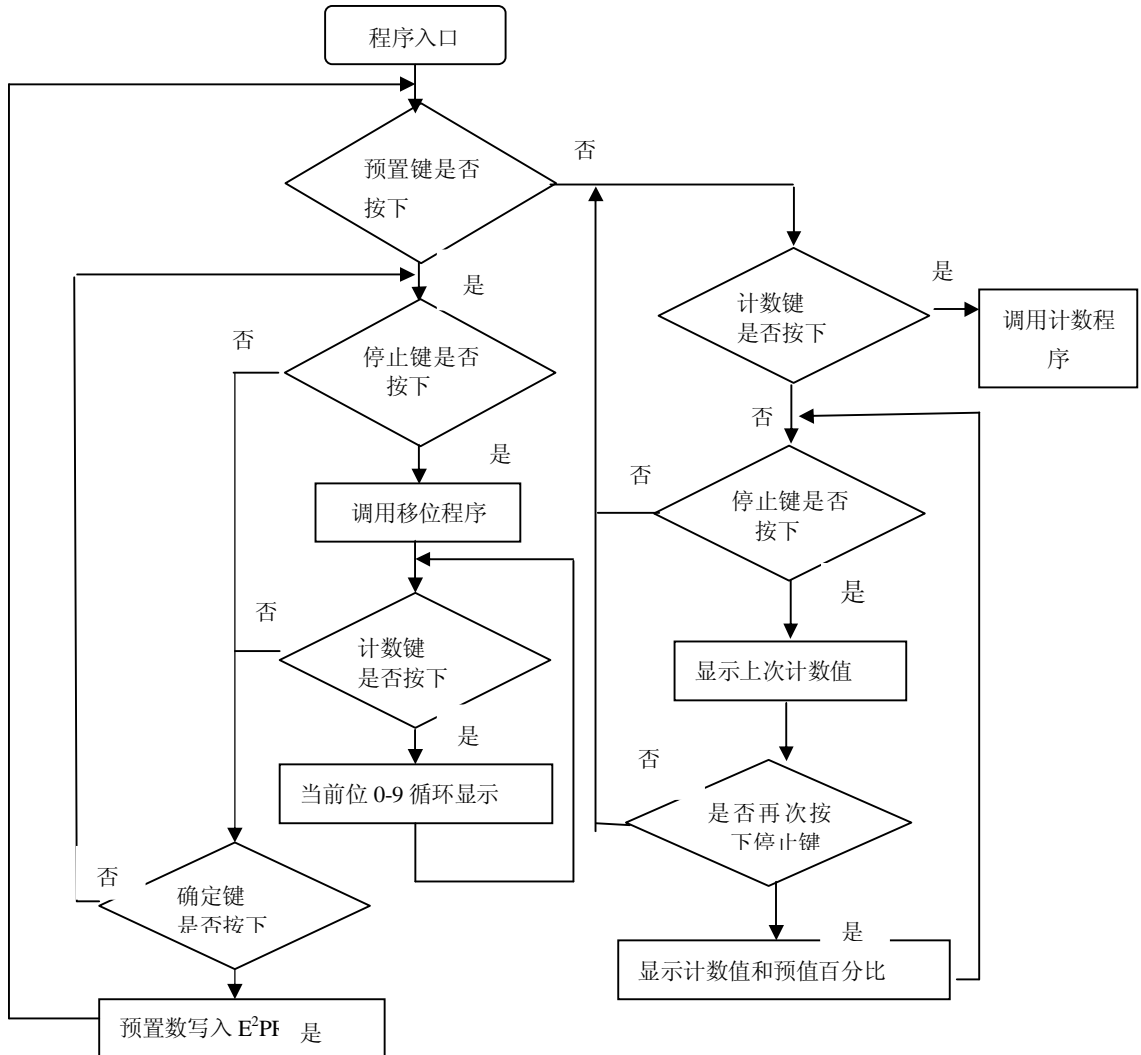 程序入口
否
预置键是否
按下
是
计数键
是否按下
是
调用计数程
序
否
停止键是否
按下
是
调用移位程序
否
否
停止键是否
按下
是
显示上次计数值
否
计数键
是否按下
是
当前位 0-9 循环显示
否
是否再次按
下停止键
是
显示计数值和预值百分比
否
确定键
是否按下
预置数写入 E²PF
是